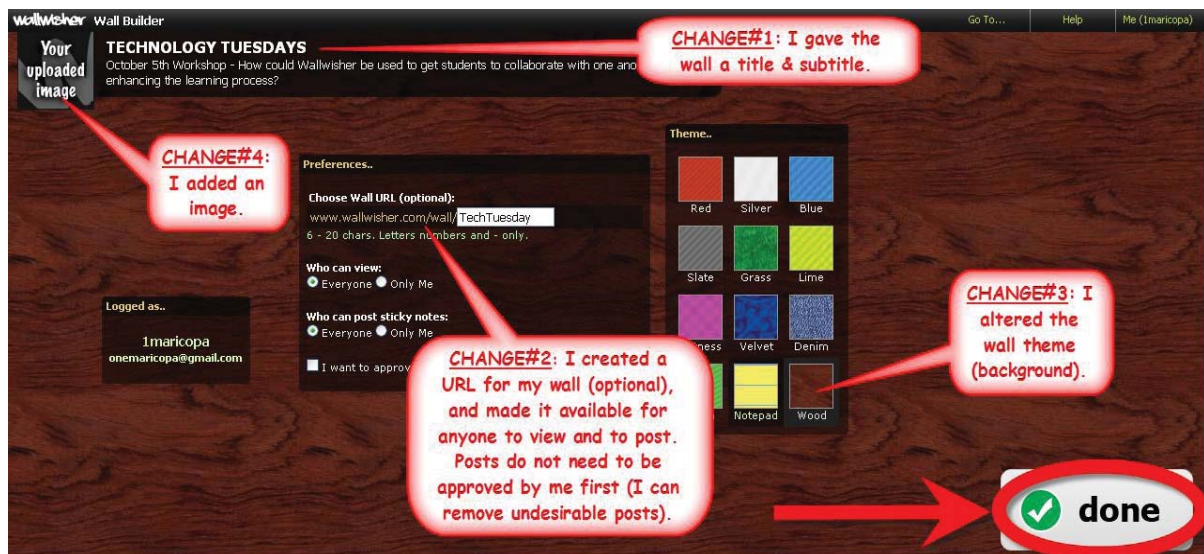 wallwisher Wall Builder
Go To...
Help
Me (1maricopa)
Your
uploaded
image
TECHNOLOGY TUESDAYS
October 5th Workshop - How could Wallwisher be used to get students to collaborate with one ano
enhancing the learning process?
CHANGE#1: I gave the
wall a title & subtitle.
CHANGE#4:
I added an
image.
Preferences..
Choose Wall URL (optional):
www.wallwisher.com/wall/TechTuesday
6 - 20 chars. Letters numbers and - only.
Who can view:
Everyone Only Me
Who can post sticky notes:
Everyone Only Me
I want to approv
Logged as..
1maricopa
onemaricopa@gmail.com
CHANGE#2: I created a
URL for my wall (optional),
and made it available for
anyone to view and to post.
Posts do not need to be
approved by me first (I can
remove undesirable posts).
Theme..
Red Silver Blue
Slate Grass Lime
ness Velvet Denim
Notepad Wood
CHANGE#3: I
altered the
wall theme
(background).
done